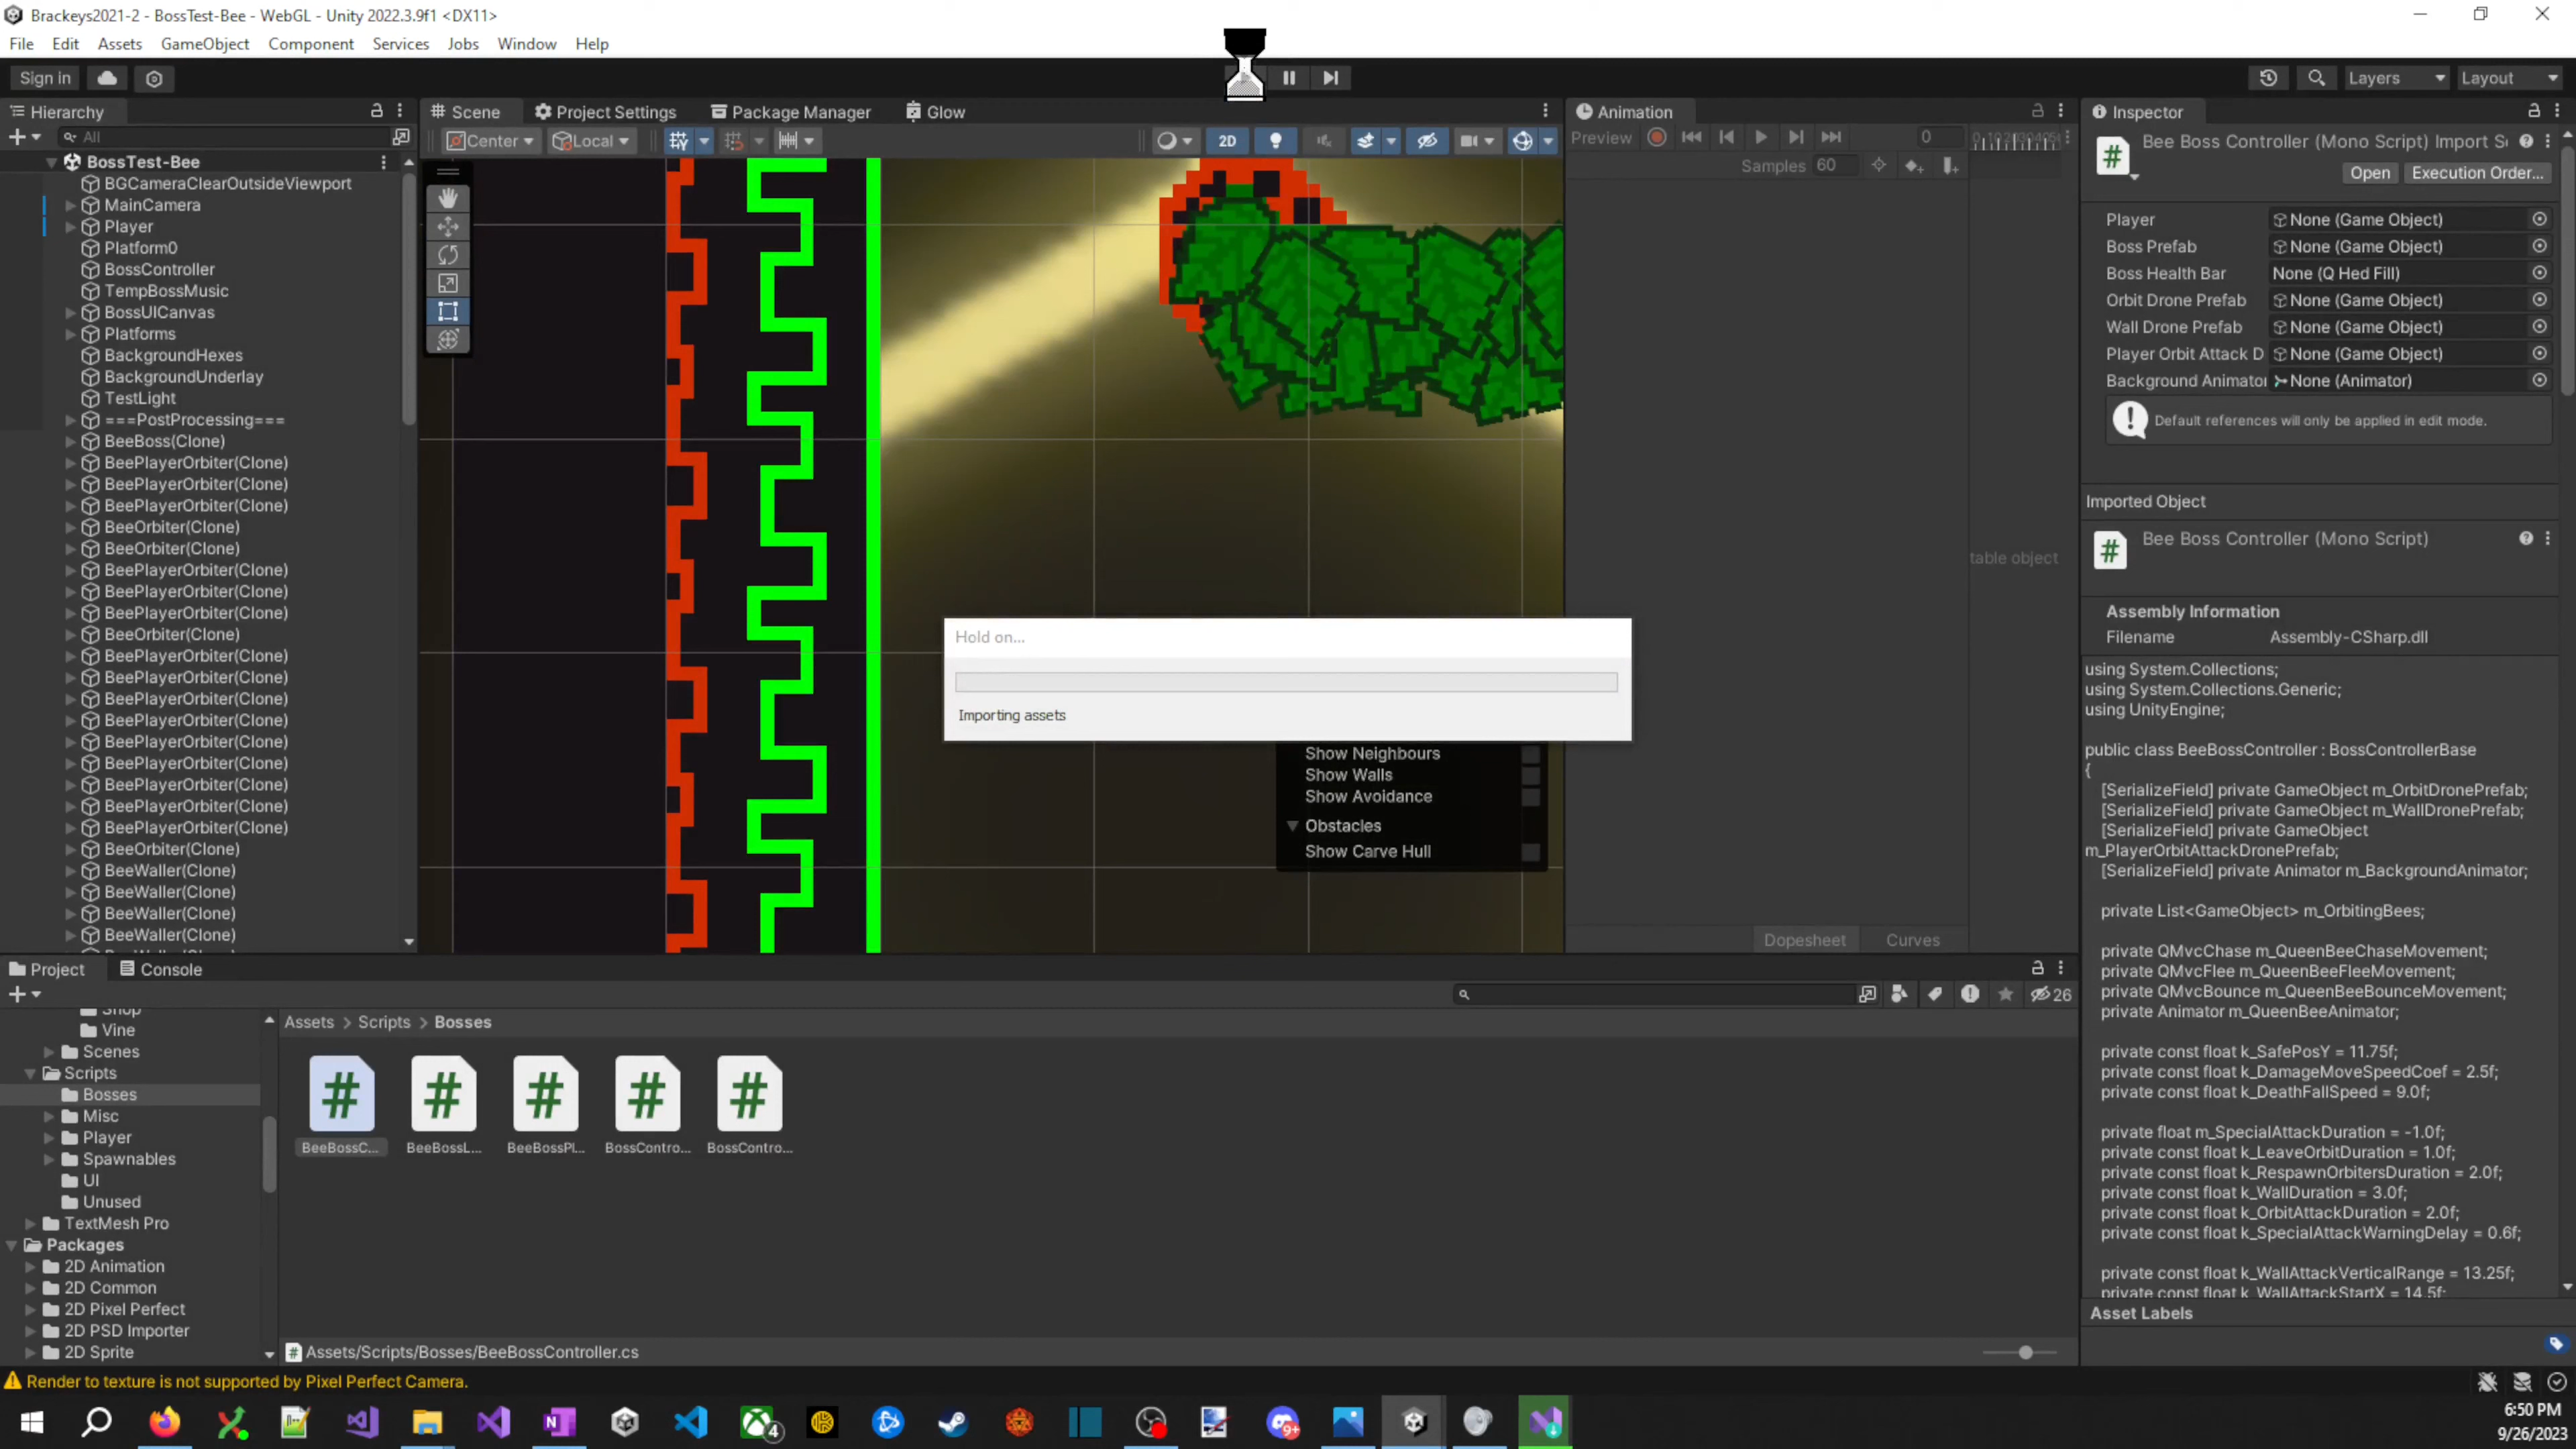 Brackeys2021-2 - BossTest-Bee - WebGL - Unity 2022.3.9f1 <DX11>
File Edit Assets GameObject Component Services Jobs Window Help
Sign in
Layers
Layout
Hierarchy
All
BossTest-Bee
BGCameraClearOutsideViewport
MainCamera
Player
Platform0
BossController
TempBossMusic
BossUICanvas
Platforms
BackgroundHexes
BackgroundUnderlay
TestLight
===PostProcessing===
BeeBoss(Clone)
BeePlayerOrbiter(Clone)
BeePlayerOrbiter(Clone)
BeePlayerOrbiter(Clone)
BeeOrbiter(Clone)
BeeOrbiter(Clone)
BeePlayerOrbiter(Clone)
BeePlayerOrbiter(Clone)
BeePlayerOrbiter(Clone)
BeeOrbiter(Clone)
BeePlayerOrbiter(Clone)
BeePlayerOrbiter(Clone)
BeePlayerOrbiter(Clone)
BeePlayerOrbiter(Clone)
BeePlayerOrbiter(Clone)
BeePlayerOrbiter(Clone)
BeePlayerOrbiter(Clone)
BeePlayerOrbiter(Clone)
BeePlayerOrbiter(Clone)
BeeOrbiter(Clone)
BeeWaller(Clone)
BeeWaller(Clone)
BeeWaller(Clone)
BeeWaller(Clone)
Scene Project Settings Package Manager Glow
Center Local 2D
Hold on...
Importing assets
Show Neighbours
Show Walls
Show Avoidance
Obstacles
Show Carve Hull
Animation
Preview 0
Samples 60
table object
Dopesheet Curves
Inspector
Bee Boss Controller (Mono Script) Import S
Open Execution Order...
Player None (Game Object)
Boss Prefab None (Game Object)
Boss Health Bar None (Q Hed Fill)
Orbit Drone Prefab None (Game Object)
Wall Drone Prefab None (Game Object)
Player Orbit Attack D None (Game Object)
Background Animator None (Animator)
Default references will only be applied in edit mode.
Imported Object
Bee Boss Controller (Mono Script)
Assembly Information
Filename Assembly-CSharp.dll
using System.Collections;
using System.Collections.Generic;
using UnityEngine;
public class BeeBossController : BossControllerBase
{
[SerializeField] private GameObject m_OrbitDronePrefab;
[SerializeField] private GameObject m_WallDronePrefab;
[SerializeField] private GameObject
m_PlayerOrbitAttackDronePrefab;
[SerializeField] private Animator m_BackgroundAnimator;
private List<GameObject> m_OrbitingBees;
private QMvcChase m_QueenBeeChaseMovement;
private QMvcFlee m_QueenBeeFleeMovement;
private QMvcBounce m_QueenBeeBounceMovement;
private Animator m_QueenBeeAnimator;
private const float k_SafePosY = 11.75f;
private const float k_DamageMoveSpeedCoef = 2.5f;
private const float k_DeathFallSpeed = 9.0f;
private float m_SpecialAttackDuration = -1.0f;
private const float k_LeaveOrbitDuration = 1.0f;
private const float k_RespawnOrbitersDuration = 2.0f;
private const float k_WallDuration = 3.0f;
private const float k_OrbitAttackDuration = 2.0f;
private const float k_SpecialAttackWarningDelay = 0.6f;
private const float k_WallAttackVerticalRange = 13.25f;
private const float k_WallAttackStartX = 14.5f;
Asset Labels
Project Console
26
Shop
Vine
Scenes
Scripts
Bosses
Misc
Player
Spawnables
UI
Unused
TextMesh Pro
Packages
2D Animation
2D Common
2D Pixel Perfect
2D PSD Importer
2D Sprite
Assets > Scripts > Bosses
BeeBossC... BeeBossL... BeeBossPl... BossContro... BossContro...
Assets/Scripts/Bosses/BeeBossController.cs
Render to texture is not supported by Pixel Perfect Camera.
4
9+
6:50 PM
9/26/2023